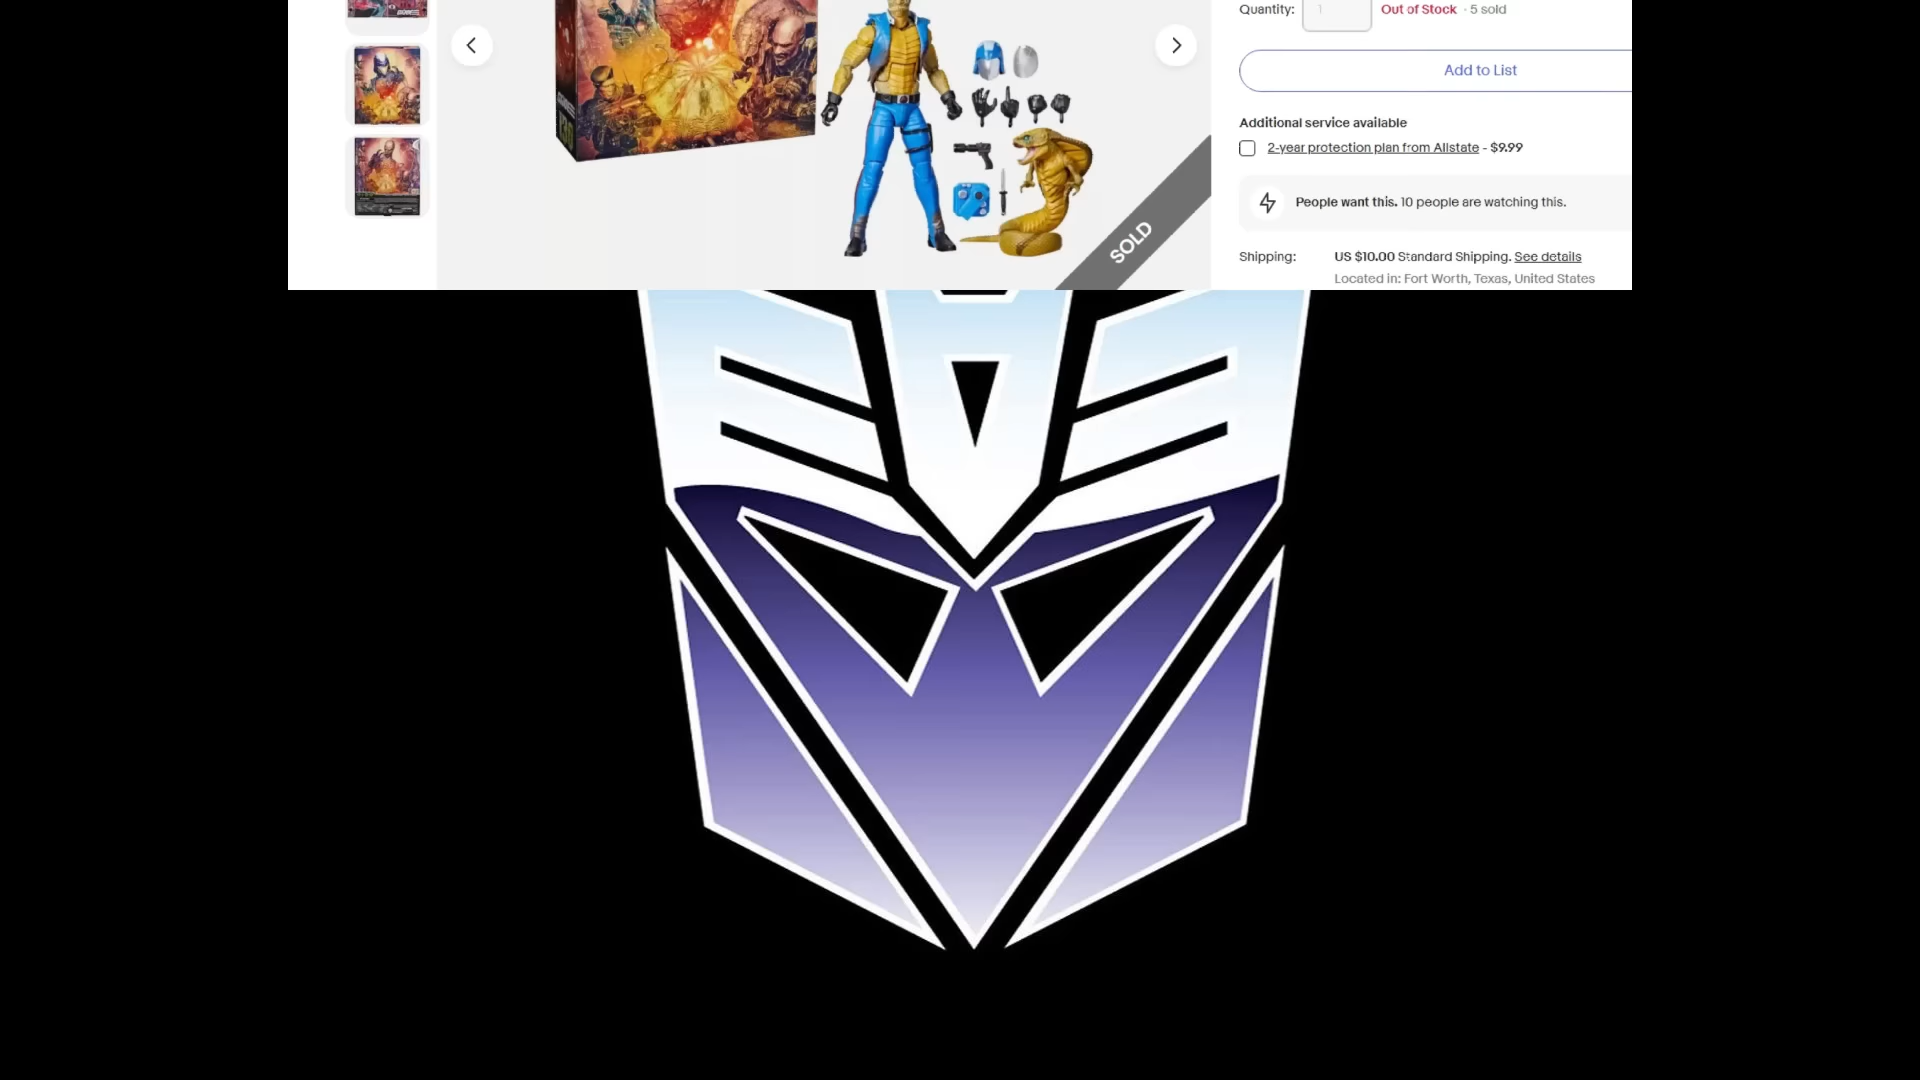 Quantity: 1 Out of Stock · 5 sold
Add to List
Additional service available
2-year protection plan from Allstate - $9.99
People want this. 10 people are watching this.
SOLD
Shipping: US $10.00 Standard Shipping. See details
Located in: Fort Worth, Texas, United States